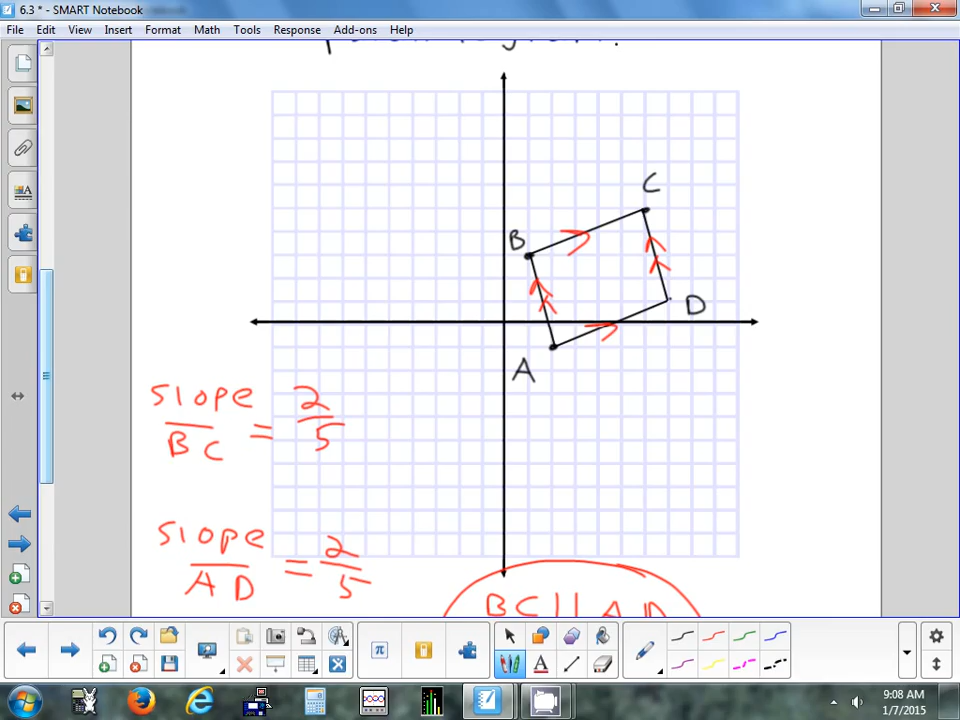 6.3 * - SMART Notebook
File Edit View Insert Format Math Tools Response Add-ons Help
C
B
D
A
slope
BC = 2/5
slope
AD = 2/5
BC || AD
9:08 AM
1/7/2015